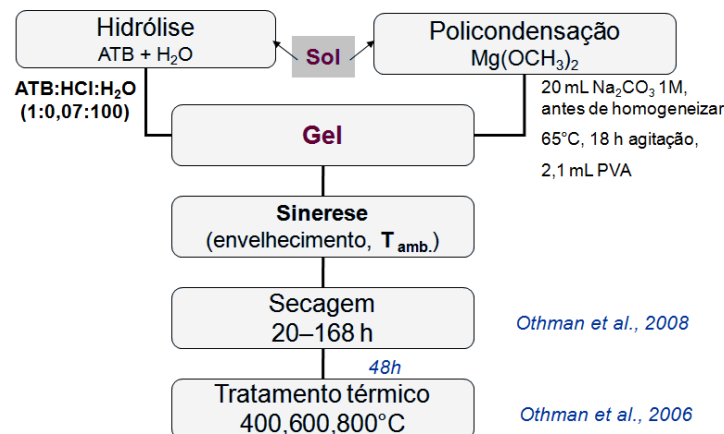 Hidrólise
ATB + H₂O
Sol
Policondensação
Mg(OCH₃)₂
ATB:HCl:H₂O
(1:0,07:100)
20 mL Na₂CO₃ 1M,
antes de homogeneizar
65°C, 18 h agitação,
2,1 mL PVA
Gel
Sinerese
(envelhecimento, T amb.)
Secagem
20–168 h
Othman et al., 2008
48h
Tratamento térmico
400,600,800°C
Othman et al., 2006